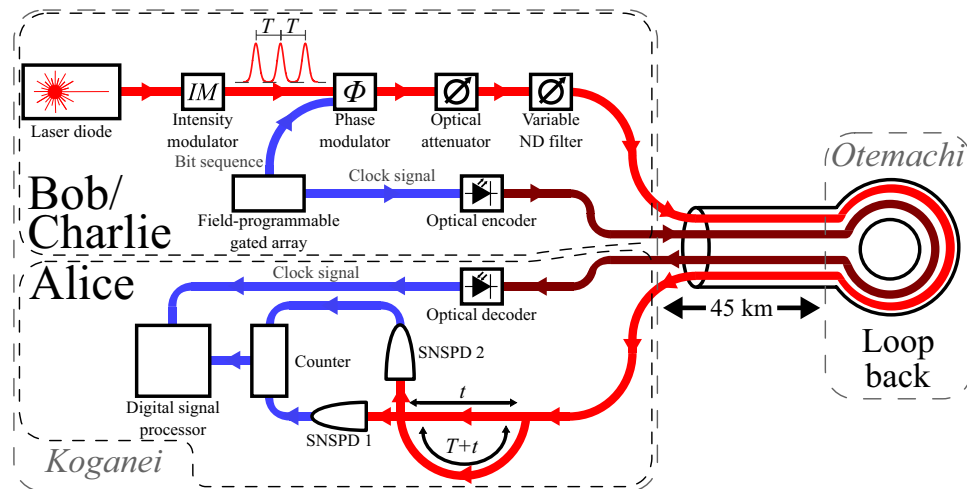 T T
IM
Φ
Laser diode
Intensity
modulator
Phase
modulator
Optical
attenuator
Variable
ND filter
Bit sequence
Clock signal
Field-programmable
gated array
Optical encoder
Bob/
Charlie
Otemachi
45 km
Loop
back
Alice
Clock signal
Optical decoder
SNSPD 2
Counter
Digital signal
processor
SNSPD 1
t
T+t
Koganei